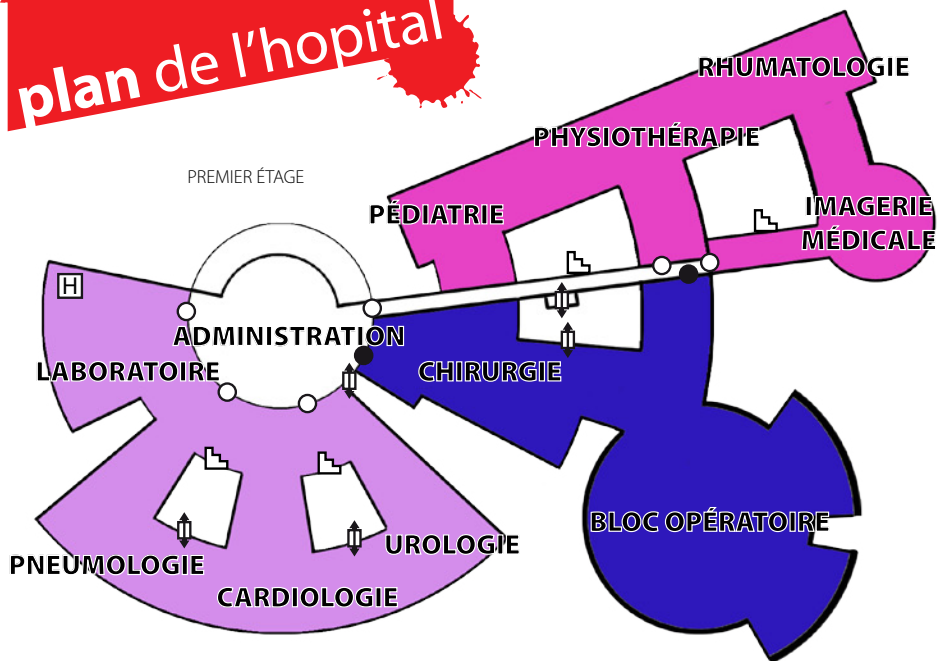 plan de l'hopital
RHUMATOLOGIE
PHYSIOTHÉRAPIE
PREMIER ÉTAGE
PÉDIATRIE
IMAGERIE
MÉDICALE
H
ADMINISTRATION
LABORATOIRE
CHIRURGIE
BLOC OPÉRATOIRE
UROLOGIE
PNEUMOLOGIE
CARDIOLOGIE